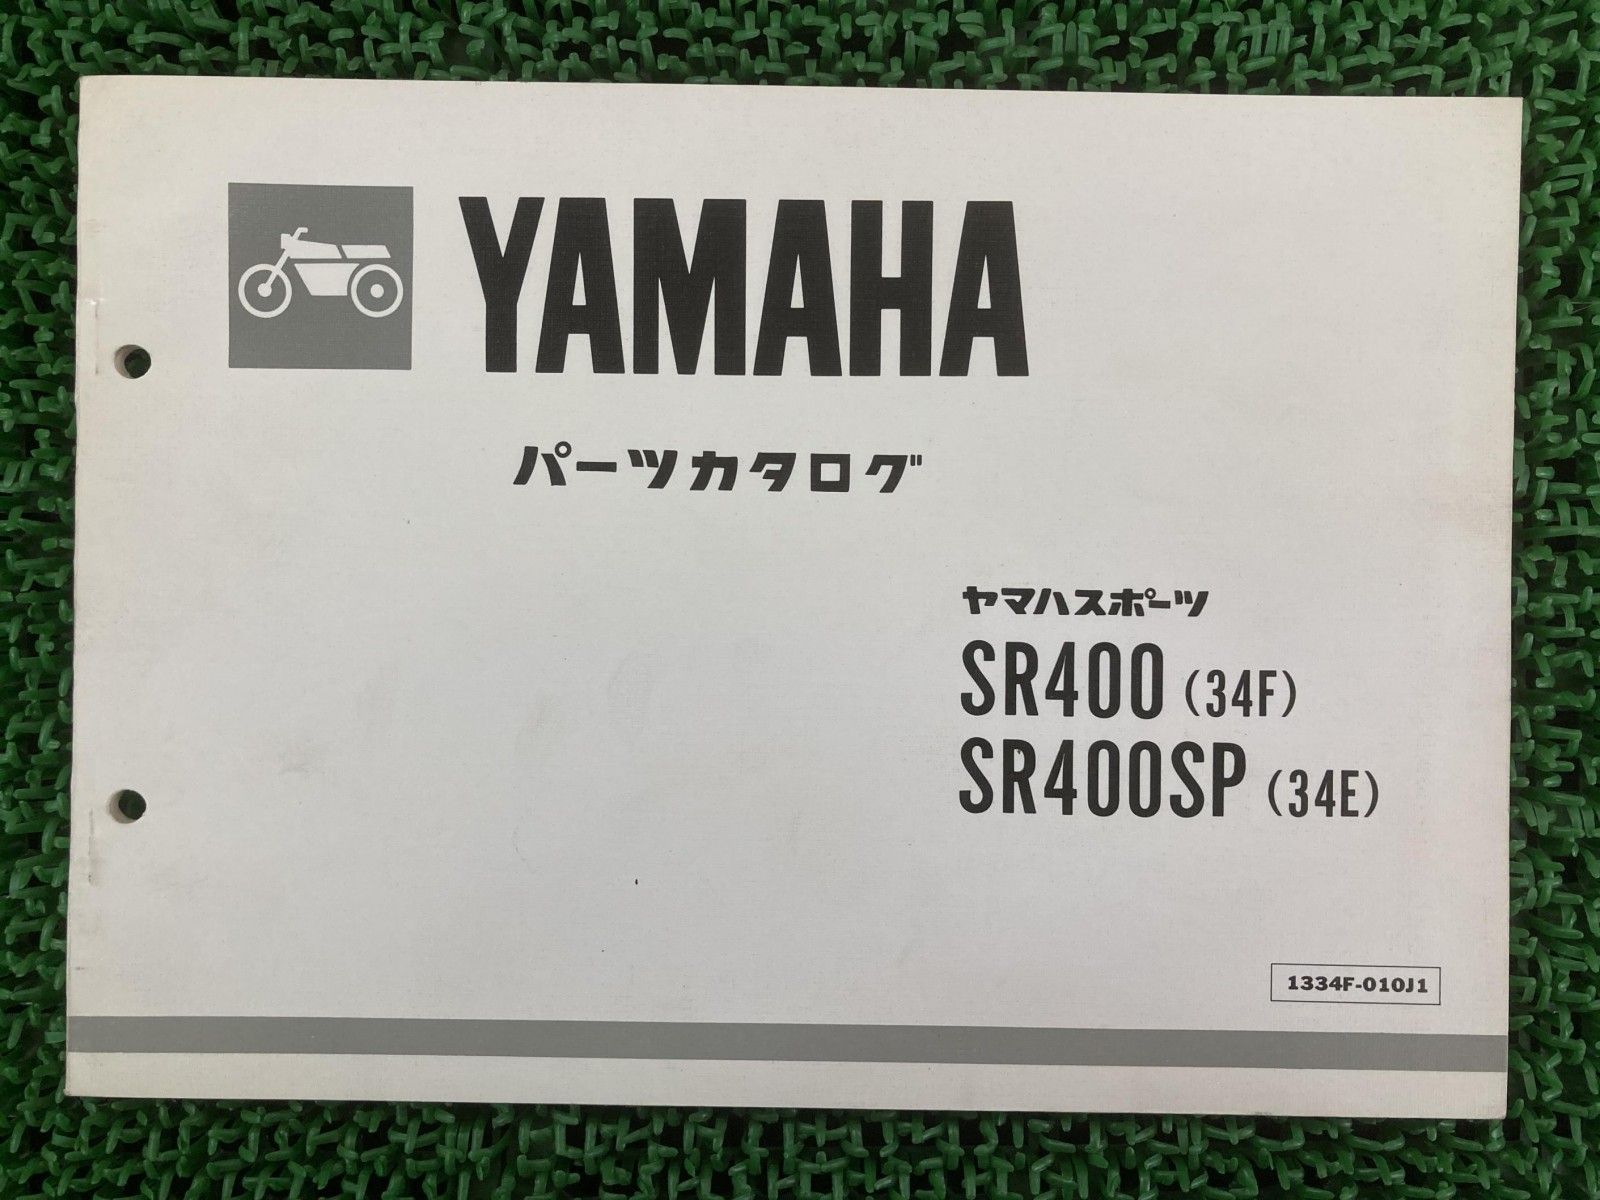 YAMAHA
パーツカタログ
ヤマハスポーツ
SR400 (34F)
SR400SP (34E)
1334F-010J1